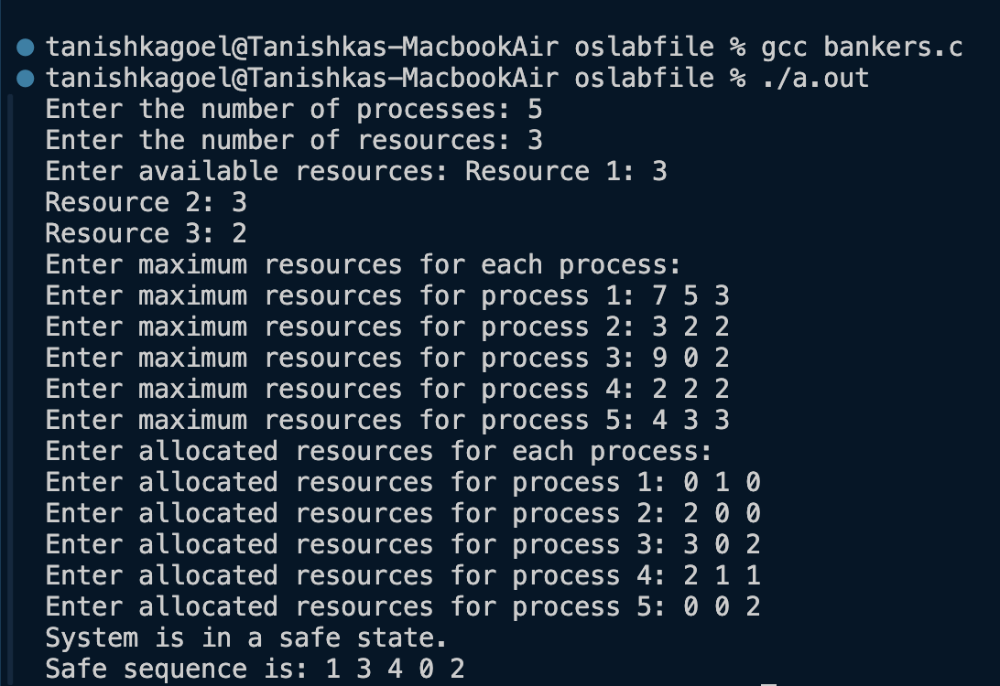 tanishkagoel@Tanishkas-MacbookAir oslabfile % gcc bankers.c
tanishkagoel@Tanishkas-MacbookAir oslabfile % ./a.out
Enter the number of processes: 5
Enter the number of resources: 3
Enter available resources: Resource 1: 3
Resource 2: 3
Resource 3: 2
Enter maximum resources for each process:
Enter maximum resources for process 1: 7 5 3
Enter maximum resources for process 2: 3 2 2
Enter maximum resources for process 3: 9 0 2
Enter maximum resources for process 4: 2 2 2
Enter maximum resources for process 5: 4 3 3
Enter allocated resources for each process:
Enter allocated resources for process 1: 0 1 0
Enter allocated resources for process 2: 2 0 0
Enter allocated resources for process 3: 3 0 2
Enter allocated resources for process 4: 2 1 1
Enter allocated resources for process 5: 0 0 2
System is in a safe state.
Safe sequence is: 1 3 4 0 2